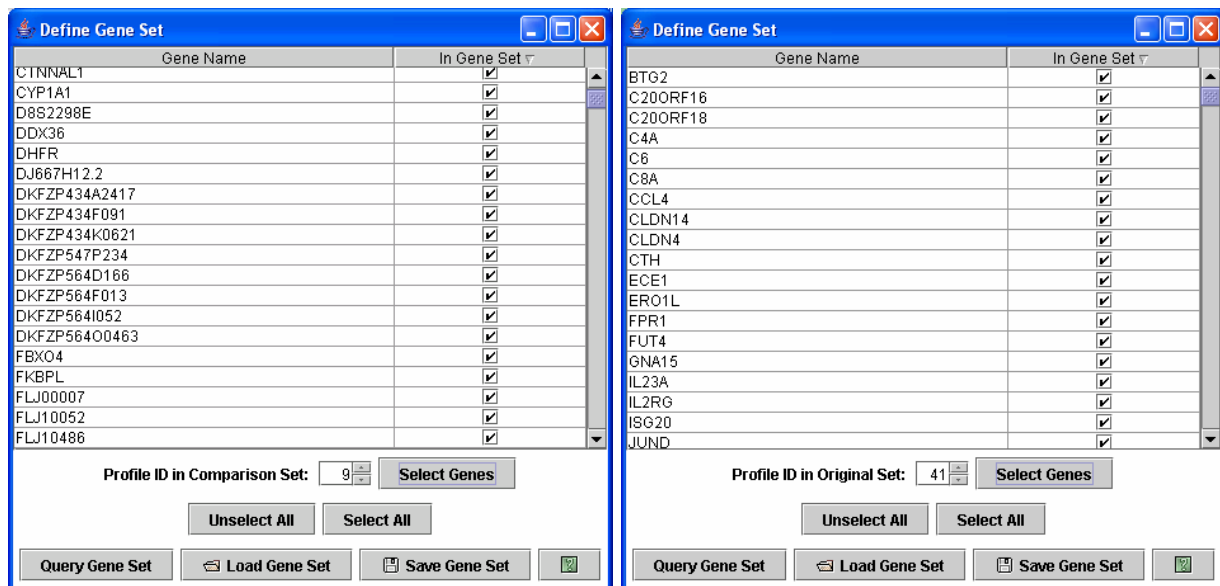 Define Gene Set
Gene Name In Gene Set
CTNNAL1
CYP1A1
D8S2298E
DDX36
DHFR
DJ667H12.2
DKFZP434A2417
DKFZP434F091
DKFZP434K0621
DKFZP547P234
DKFZP564D166
DKFZP564F013
DKFZP564I052
DKFZP564O0463
FBXO4
FKBPL
FLJ00007
FLJ10052
FLJ10486
Profile ID in Comparison Set: 9 Select Genes
Unselect All Select All
Query Gene Set Load Gene Set Save Gene Set ?
Define Gene Set
Gene Name In Gene Set
BTG2
C20ORF16
C20ORF18
C4A
C6
C8A
CCL4
CLDN14
CLDN4
CTH
ECE1
ERO1L
FPR1
FUT4
GNA15
IL23A
IL2RG
ISG20
JUND
Profile ID in Original Set: 41 Select Genes
Unselect All Select All
Query Gene Set Load Gene Set Save Gene Set ?